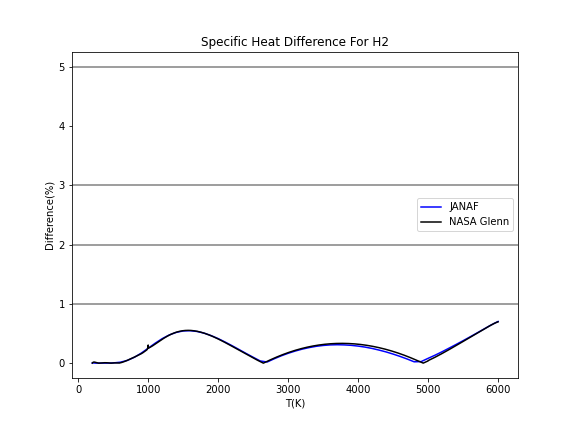 Specific Heat Difference For H2
5
4
3
2
1
0
Difference(%)
JANAF
NASA Glenn
0 1000 2000 3000 4000 5000 6000
T(K)